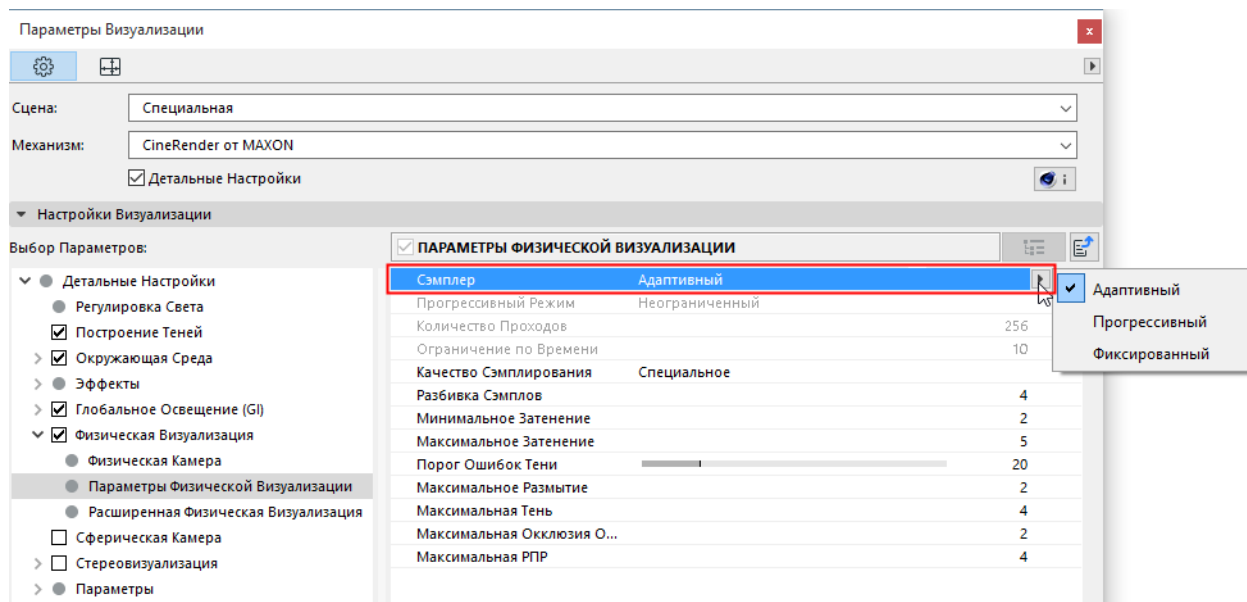 Параметры Визуализации
x
Сцена: Специальная
Механизм: CineRender от MAXON
Детальные Настройки
i
Настройки Визуализации
Выбор Параметров:
Детальные Настройки
Регулировка Света
Построение Теней
Окружающая Среда
Эффекты
Глобальное Освещение (GI)
Физическая Визуализация
Физическая Камера
Параметры Физической Визуализации
Расширенная Физическая Визуализация
Сферическая Камера
Стереовизуализация
Параметры
ПАРАМЕТРЫ ФИЗИЧЕСКОЙ ВИЗУАЛИЗАЦИИ
Сэмплер Адаптивный
Прогрессивный Режим Неограниченный
Количество Проходов 256
Ограничение по Времени 10
Качество Сэмплирования Специальное
Разбивка Сэмплов 4
Минимальное Затенение 2
Максимальное Затенение 5
Порог Ошибок Тени 20
Максимальное Размытие 2
Максимальная Тень 4
Максимальная Окклюзия О... 2
Максимальная РПР 4
Адаптивный
Прогрессивный
Фиксированный